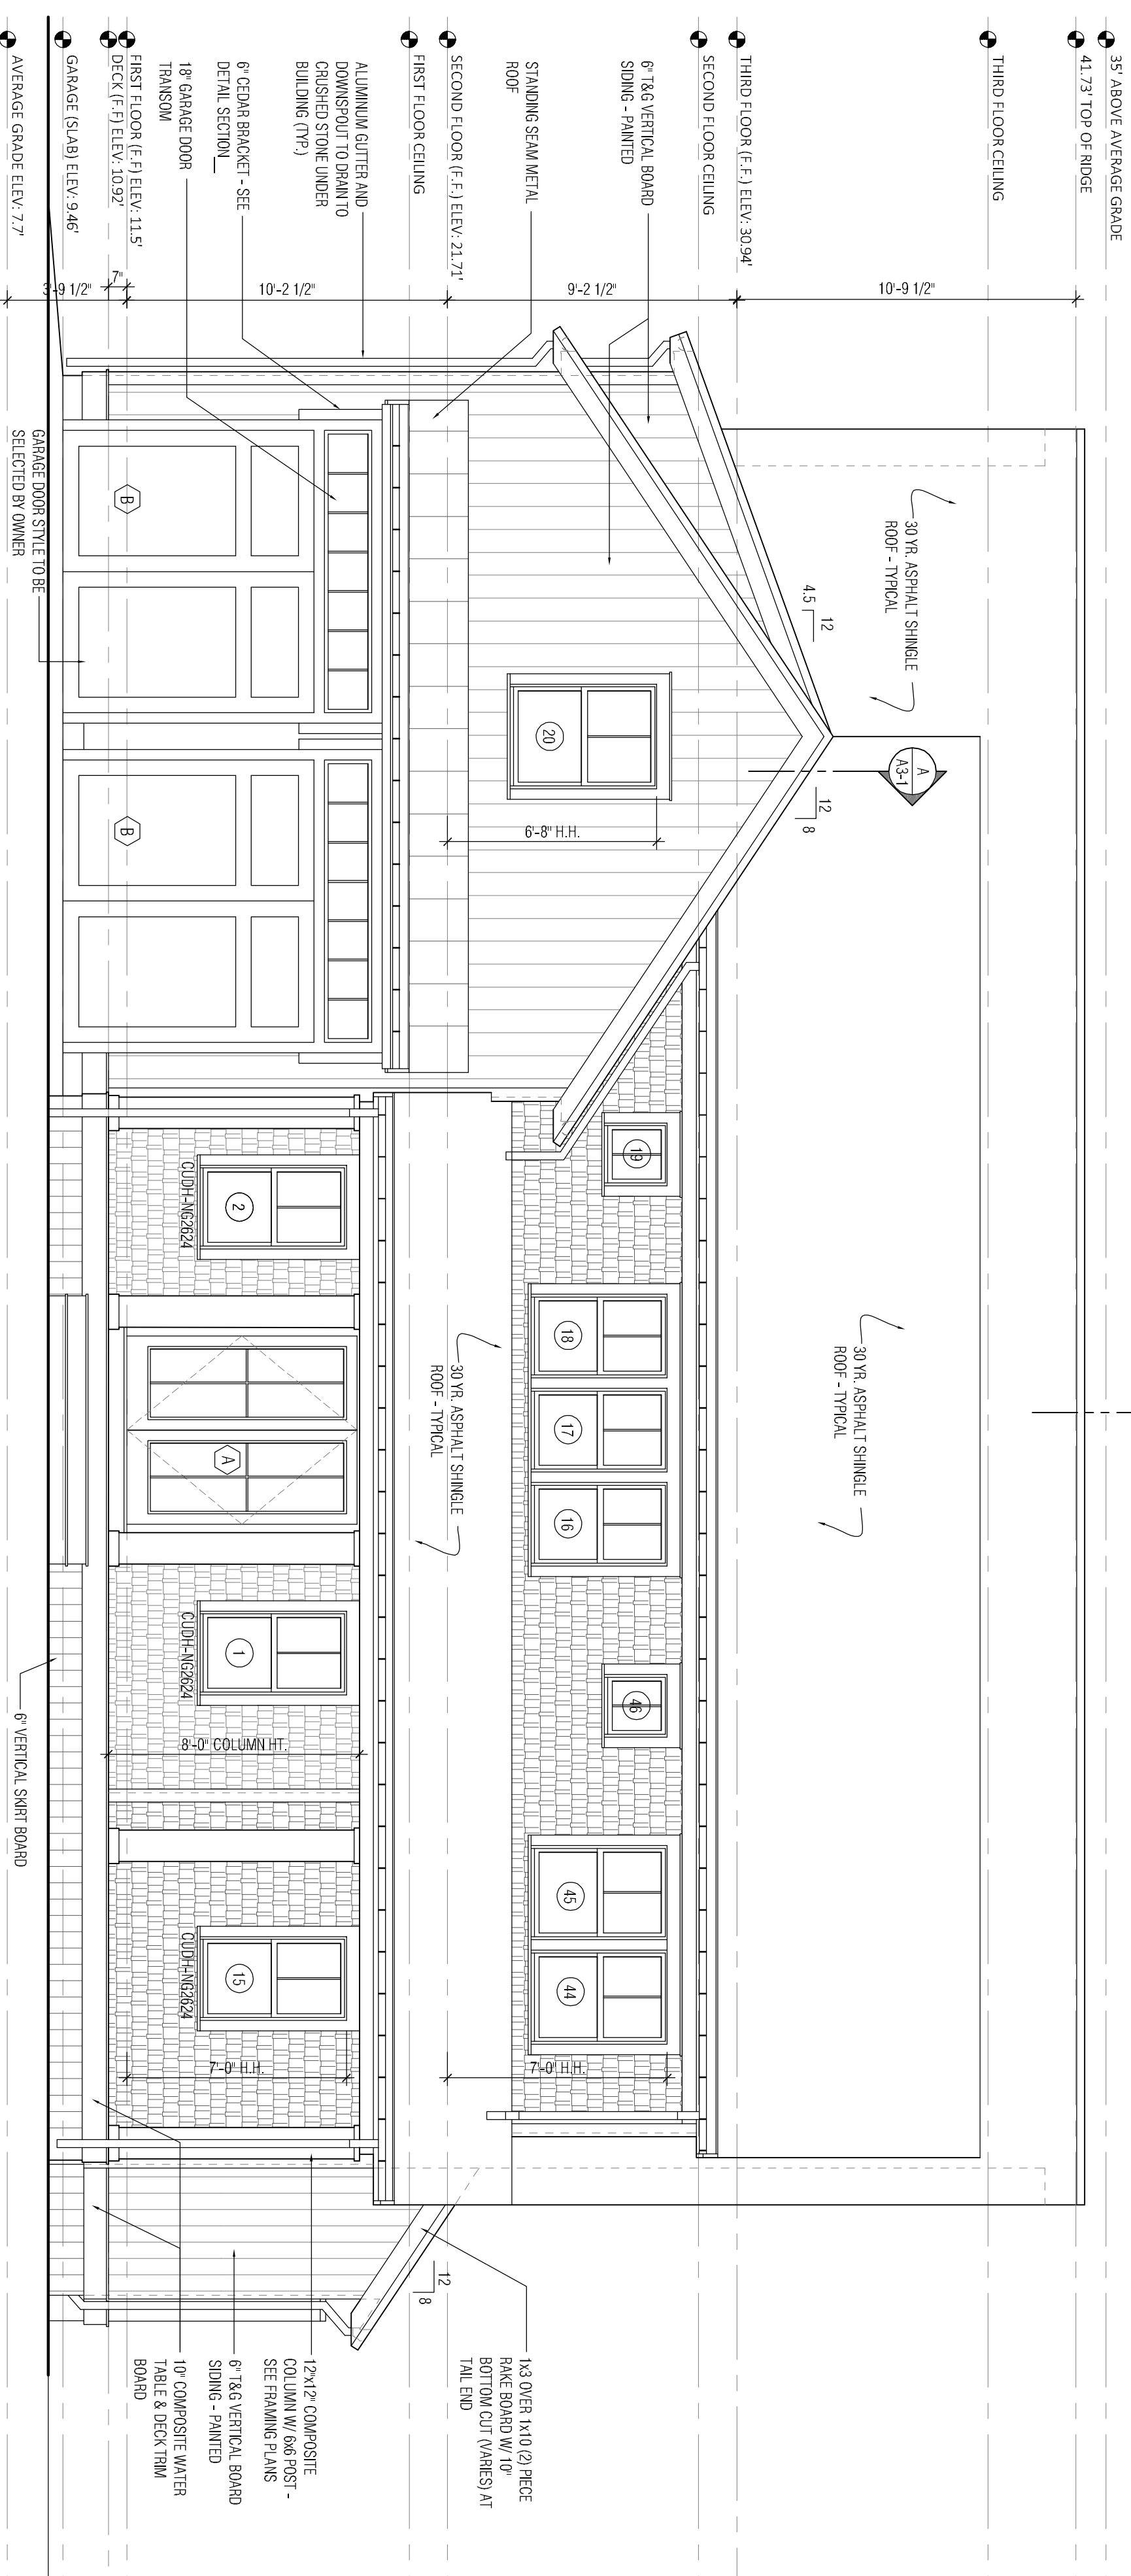 35' ABOVE AVERAGE GRADE
41.73' TOP OF RIDGE
THIRD FLOOR CEILING
THIRD FLOOR (F.F.) ELEV: 30.94'
SECOND FLOOR CEILING
SECOND FLOOR (F.F.) ELEV: 21.71'
FIRST FLOOR CEILING
FIRST FLOOR (F.F) ELEV: 11.5'
DECK (F.F) ELEV: 10.92'
GARAGE (SLAB) ELEV: 9.46'
AVERAGE GRADE ELEV: 7.7'
6" T&G VERTICAL BOARD
SIDING - PAINTED
STANDING SEAM METAL
ROOF
ALUMINUM GUTTER AND
DOWNSPOUT TO DRAIN TO
CRUSHED STONE UNDER
BUILDING (TYP.)
6" CEDAR BRACKET - SEE
DETAIL SECTION
18" GARAGE DOOR
TRANSOM
10'-9 1/2"
9'-2 1/2"
10'-2 1/2"
7"
3'-9 1/2"
GARAGE DOOR STYLE TO BE
SELECTED BY OWNER
30 YR. ASPHALT SHINGLE
ROOF - TYPICAL
12
4.5
A
A3-1
12
8
20
6'-8" H.H.
B
B
30 YR. ASPHALT SHINGLE
ROOF - TYPICAL
19
18
17
16
46
45
44
7'-0" H.H.
30 YR. ASPHALT SHINGLE
ROOF - TYPICAL
2
CUDH-NG2624
A
1
CUDH-NG2624
8'-0" COLUMN HT.
15
CUDH-NG2624
7'-0" H.H.
6" VERTICAL SKIRT BOARD
12
8
1x3 OVER 1x10 (2) PIECE
RAKE BOARD W/ 10"
BOTTOM CUT (VARIES) AT
TAIL END
12"x12" COMPOSITE
COLUMN W/ 6x6 POST -
SEE FRAMING PLANS
6" T&G VERTICAL BOARD
SIDING - PAINTED
10" COMPOSITE WATER
TABLE & DECK TRIM
BOARD